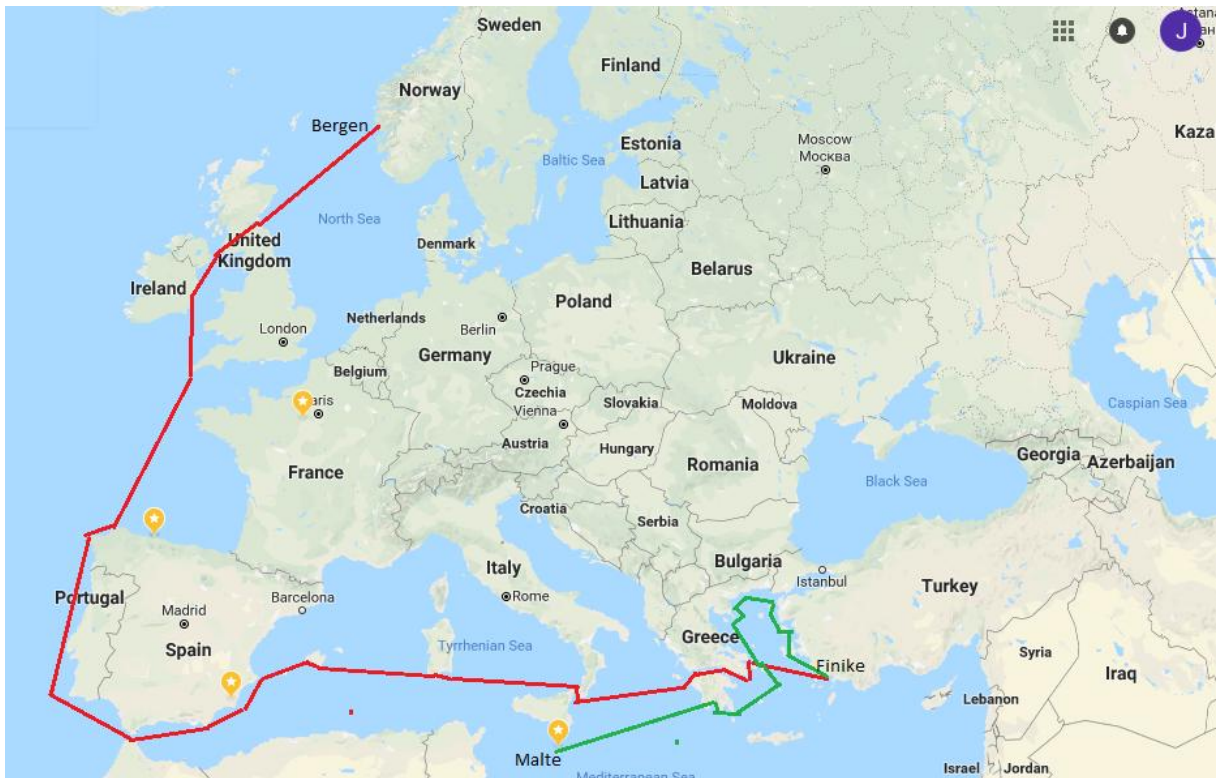 Sweden
Astana
J
Finland
Norway
Bergen
Estonia
Moscow
Москва
Kaza
Baltic Sea
Latvia
North Sea
Lithuania
Denmark
United
Kingdom
Belarus
Ireland
Poland
Netherlands
London
Berlin
Germany
Ukraine
Belgium
Prague
Czechia
Slovakia
Moldova
Caspian Sea
Vienna
aris
Austria
Hungary
Georgia
Azerbaijan
France
Romania
Black Sea
Croatia
Serbia
Italy
Bulgaria
Istanbul
Turkey
Portugal
Barcelona
Rome
Madrid
Greece
Spain
Tyrrhenian Sea
Finike
Syria
Iraq
Lebanon
Malte
Mediterranean Sea
Israel
Jordan